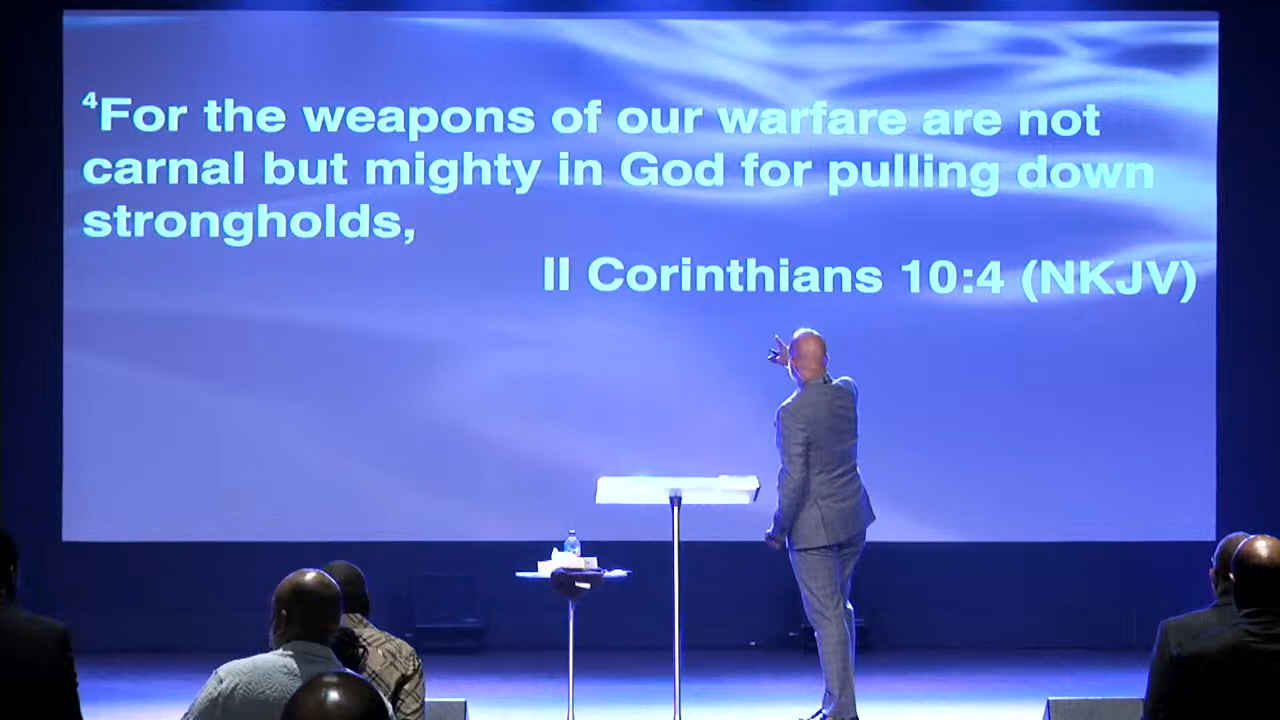 ⁴For the weapons of our warfare are not
carnal but mighty in God for pulling down
strongholds,
II Corinthians 10:4 (NKJV)